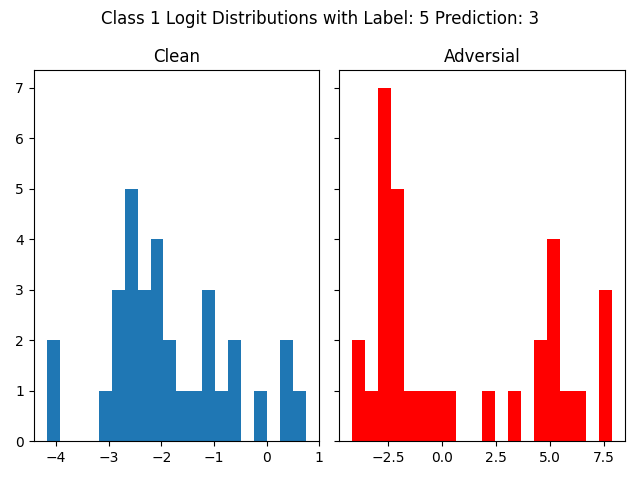 Class 1 Logit Distributions with Label: 5 Prediction: 3
Clean
Adversial
7
6
5
4
3
2
1
0
−4 −3 −2 −1 0 1
−2.5 0.0 2.5 5.0 7.5